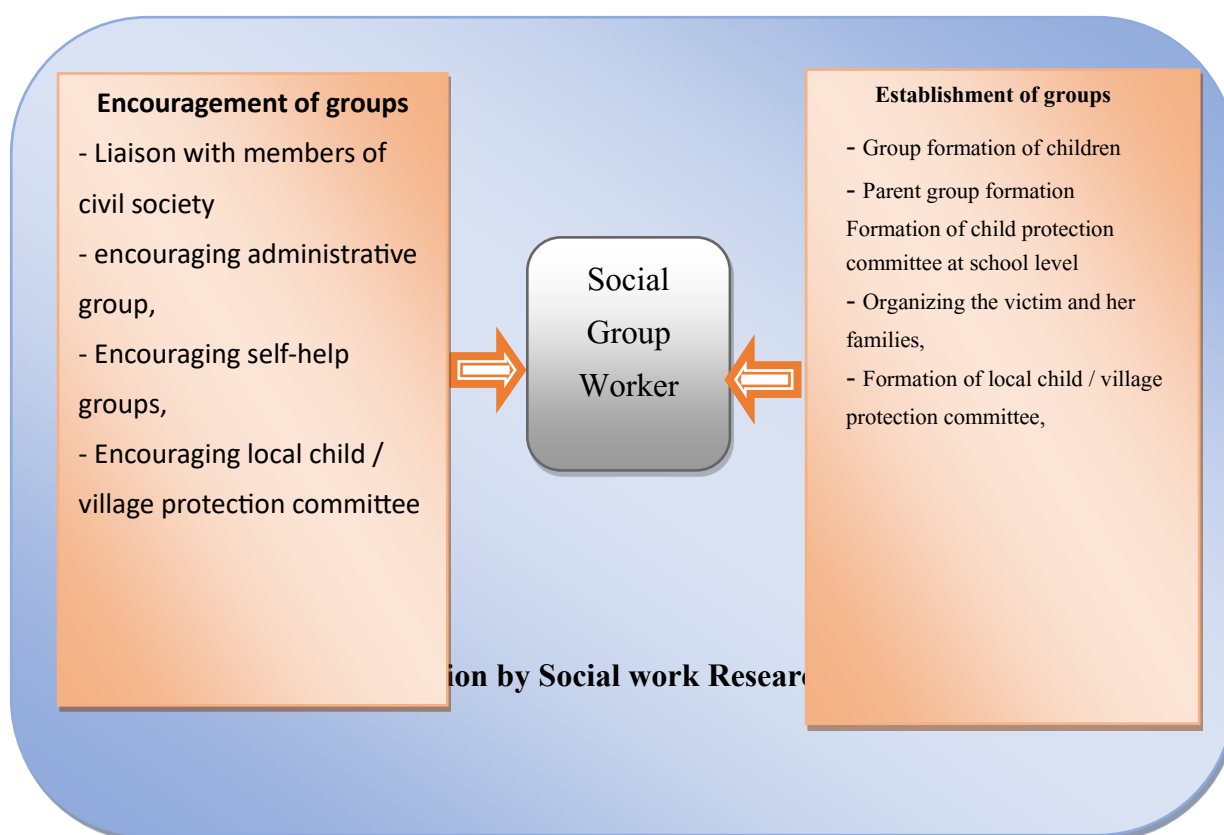 Encouragement of groups
- Liaison with members of
civil society
- encouraging administrative
group,
- Encouraging self-help
groups,
- Encouraging local child /
village protection committee
Social
Group
Worker
Establishment of groups
- Group formation of children
- Parent group formation
Formation of child protection
committee at school level
- Organizing the victim and her
families,
- Formation of local child / village
protection committee,
by Social work